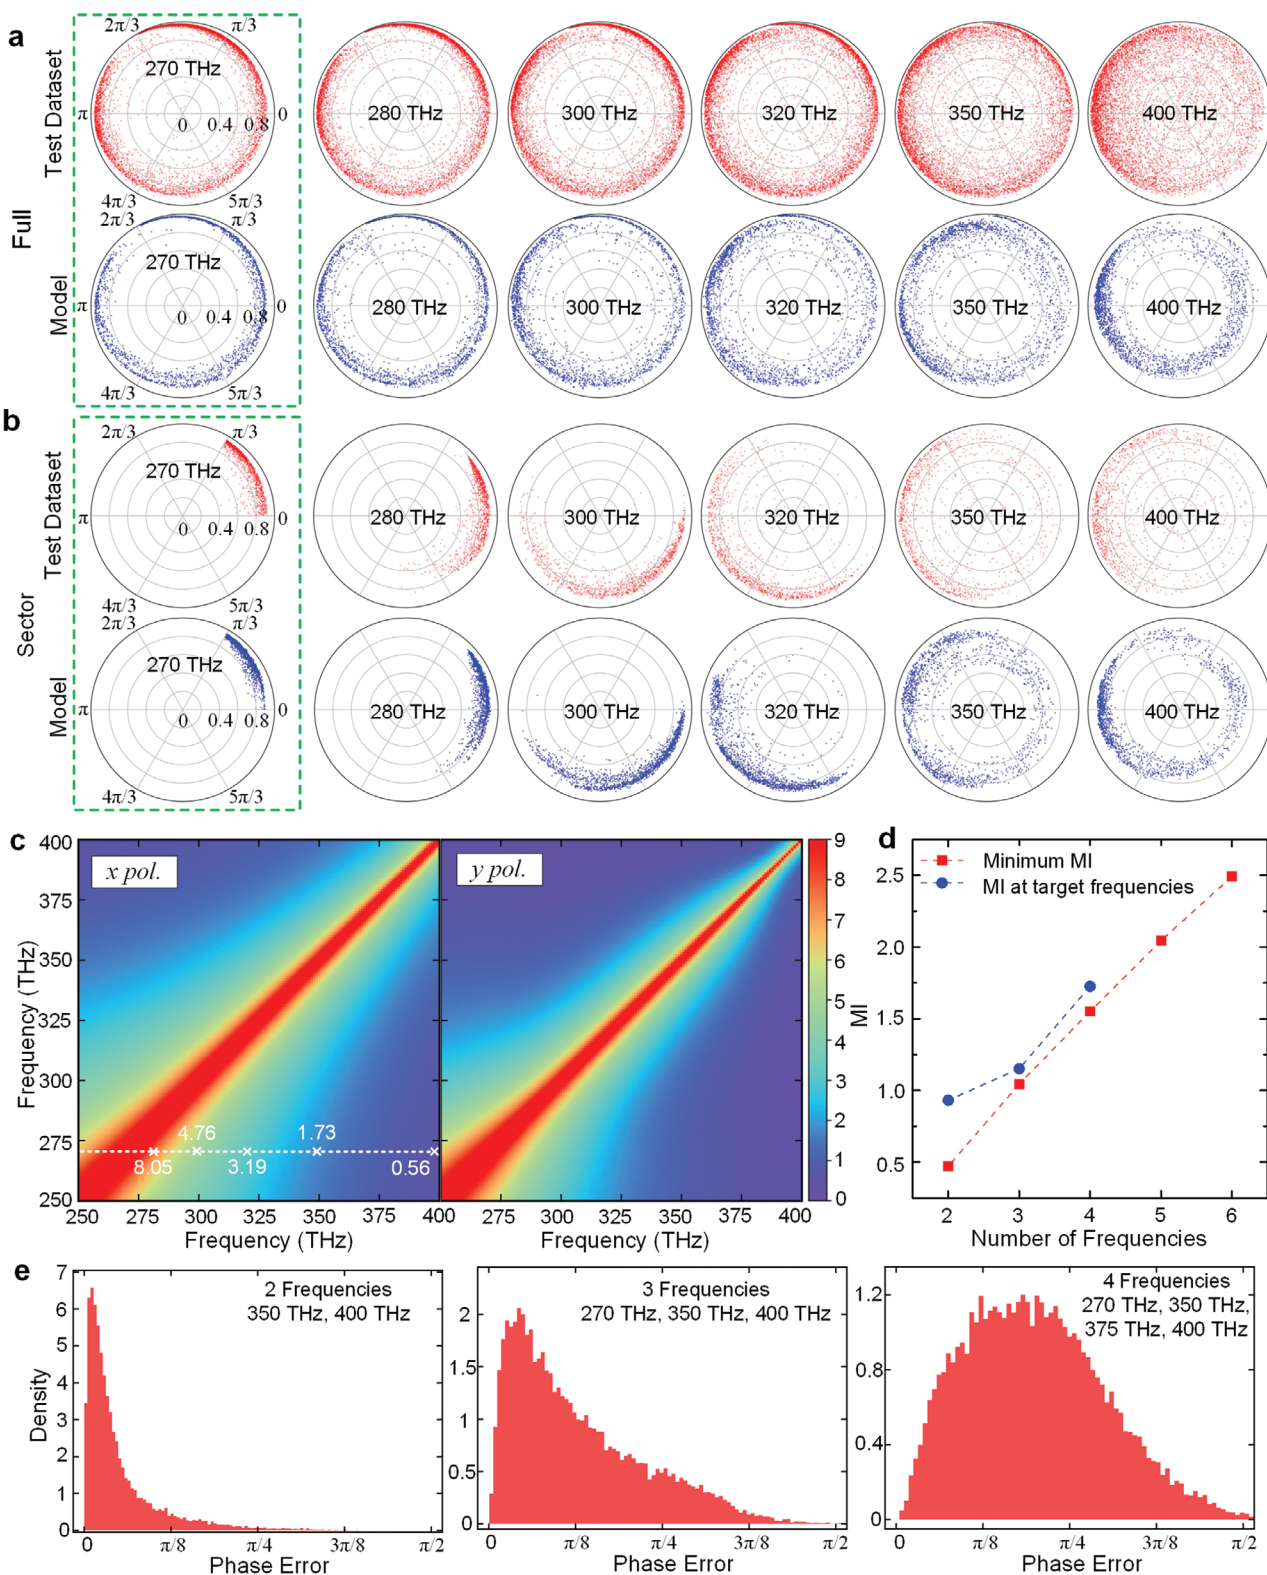 a
Full
Test Dataset
2π/3
π/3
270 THz
π
0
0 0.4 0.8
4π/3
5π/3
280 THz
300 THz
320 THz
350 THz
400 THz
Model
2π/3
π/3
270 THz
π
0
0 0.4 0.8
4π/3
5π/3
280 THz
300 THz
320 THz
350 THz
400 THz
b
Sector
Test Dataset
2π/3
π/3
270 THz
π
0
0 0.4 0.8
4π/3
5π/3
280 THz
300 THz
320 THz
350 THz
400 THz
Model
2π/3
π/3
270 THz
π
0
0 0.4 0.8
4π/3
5π/3
280 THz
300 THz
320 THz
350 THz
400 THz
c
x pol.
400
375
350
325
300
275
250
Frequency (THz)
4.76
1.73
8.05
3.19
0.56
250 275 300 325 350 375 400
Frequency (THz)
y pol.
275 300 325 350 375 400
Frequency (THz)
9
8
7
6
5
4
3
2
1
0
MI
d
Minimum MI
MI at target frequencies
2.5
2.0
1.5
1.0
0.5
2 3 4 5 6
Number of Frequencies
e
2 Frequencies
350 THz, 400 THz
7
6
5
4
3
2
1
0
Density
0 π/8 π/4 3π/8 π/2
Phase Error
3 Frequencies
270 THz, 350 THz, 400 THz
2
1.5
1
0.5
0
0 π/8 π/4 3π/8 π/2
Phase Error
4 Frequencies
270 THz, 350 THz,
375 THz, 400 THz
1.2
0.8
0.4
0
0 π/8 π/4 3π/8 π/2
Phase Error